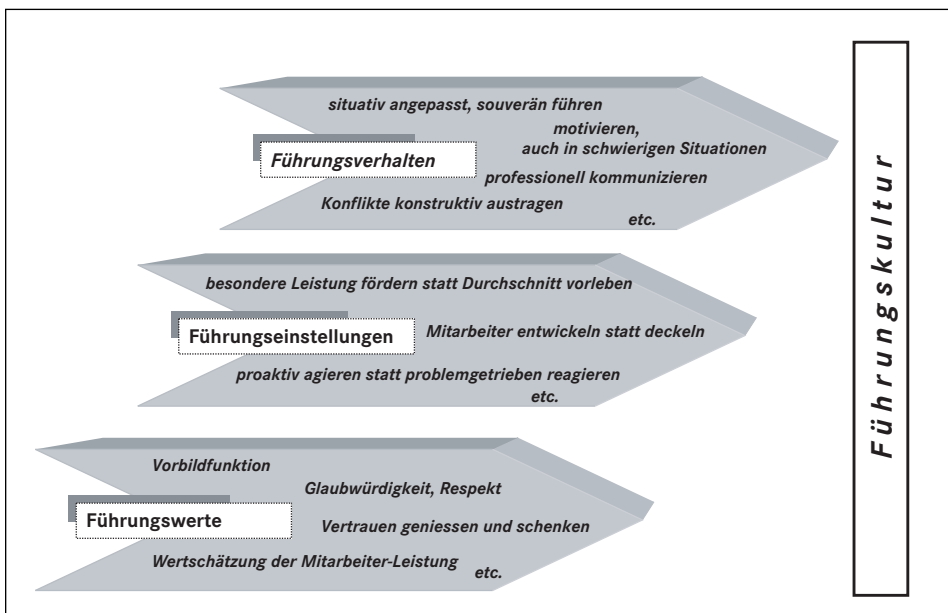 situativ angepasst, souverän führen
motivieren,
auch in schwierigen Situationen
Führungsverhalten
professionell kommunizieren
Konflikte konstruktiv austragen
etc.
besondere Leistung fördern statt Durchschnitt vorleben
Führungseinstellungen
Mitarbeiter entwickeln statt deckeln
proaktiv agieren statt problemgetrieben reagieren
etc.
Vorbildfunktion
Glaubwürdigkeit, Respekt
Führungswerte
Vertrauen geniessen und schenken
Wertschätzung der Mitarbeiter-Leistung
etc.
Führungskultur